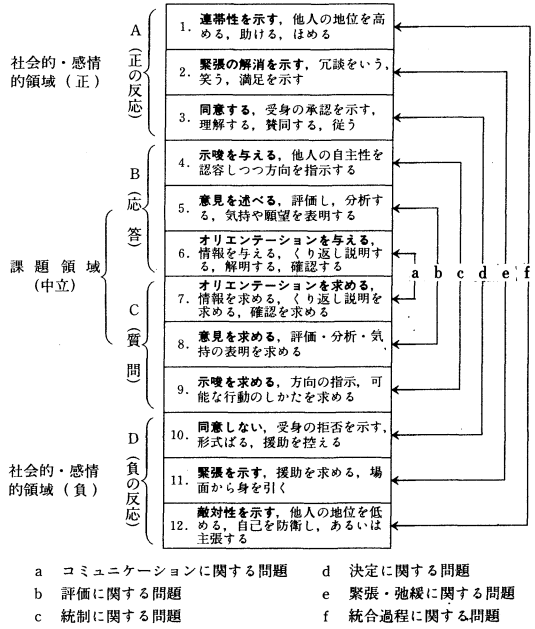 社会的・感情
的領域（正）
A（正の反応）
1. 連帯性を示す，他人の地位を高
める，助ける，ほめる
2. 緊張の解消を示す，冗談をいう，
笑う，満足を示す
3. 同意する，受身の承認を示す，
理解する，賛同する，従う
課題領域
(中立)
B（応答）
4. 示唆を与える，他人の自主性を
認容しつつ方向を指示する
5. 意見を述べる，評価し，分析す
る，気持や願望を表明する
6. オリエンテーションを与える，
情報を与える，くり返し説明す
る，解明する，確認する
C（質問）
7. オリエンテーションを求める，
情報を求める，くり返し説明を
求める，確認を求める
8. 意見を求める，評価・分析・気
持の表明を求める
9. 示唆を求める，方向の指示，可
能な行動のしかたを求める
社会的・感情
的領域（負）
D（負の反応）
10. 同意しない，受身の拒否を示す，
形式ばる，援助を控える
11. 緊張を示す，援助を求める，場
面から身を引く
12. 敵対性を示す，他人の地位を低
める，自己を防衛し，あるいは
主張する
a b c d e f
a コミュニケーションに関する問題
b 評価に関する問題
c 統制に関する問題
d 決定に関する問題
e 緊張・弛緩に関する問題
f 統合過程に関する問題